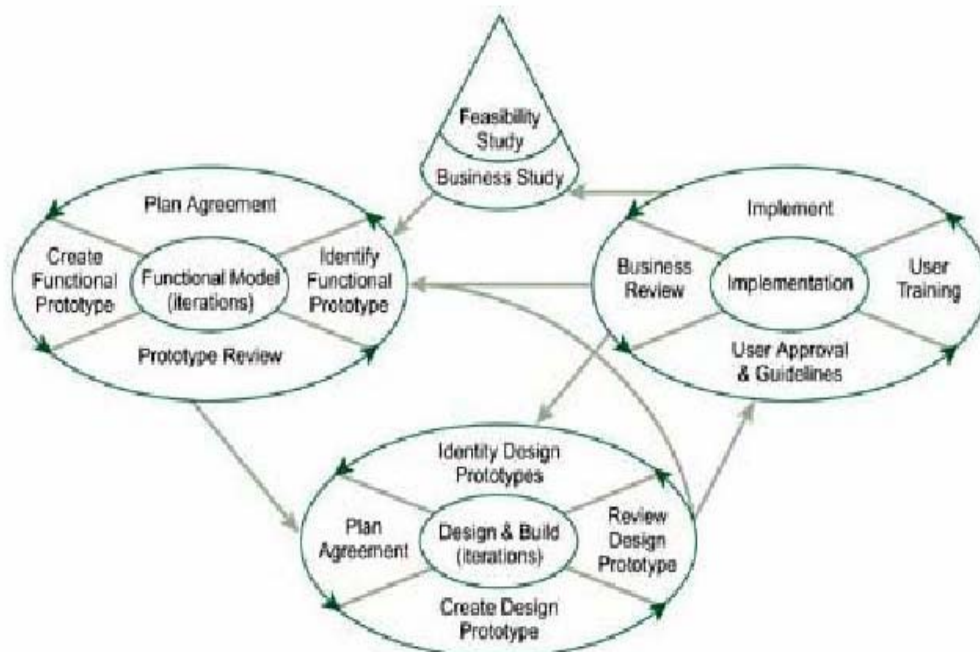 Feasibility
Study
Business Study
Plan Agreement
Create
Functional
Prototype
Functional Model
(iterations)
Identify
Functional
Prototype
Prototype Review
Implement
Business
Review
Implementation
User
Training
User Approval
& Guidelines
Identity Design
Prototypes
Plan
Agreement
Design & Build
(iterations)
Review
Design
Prototype
Create Design
Prototype